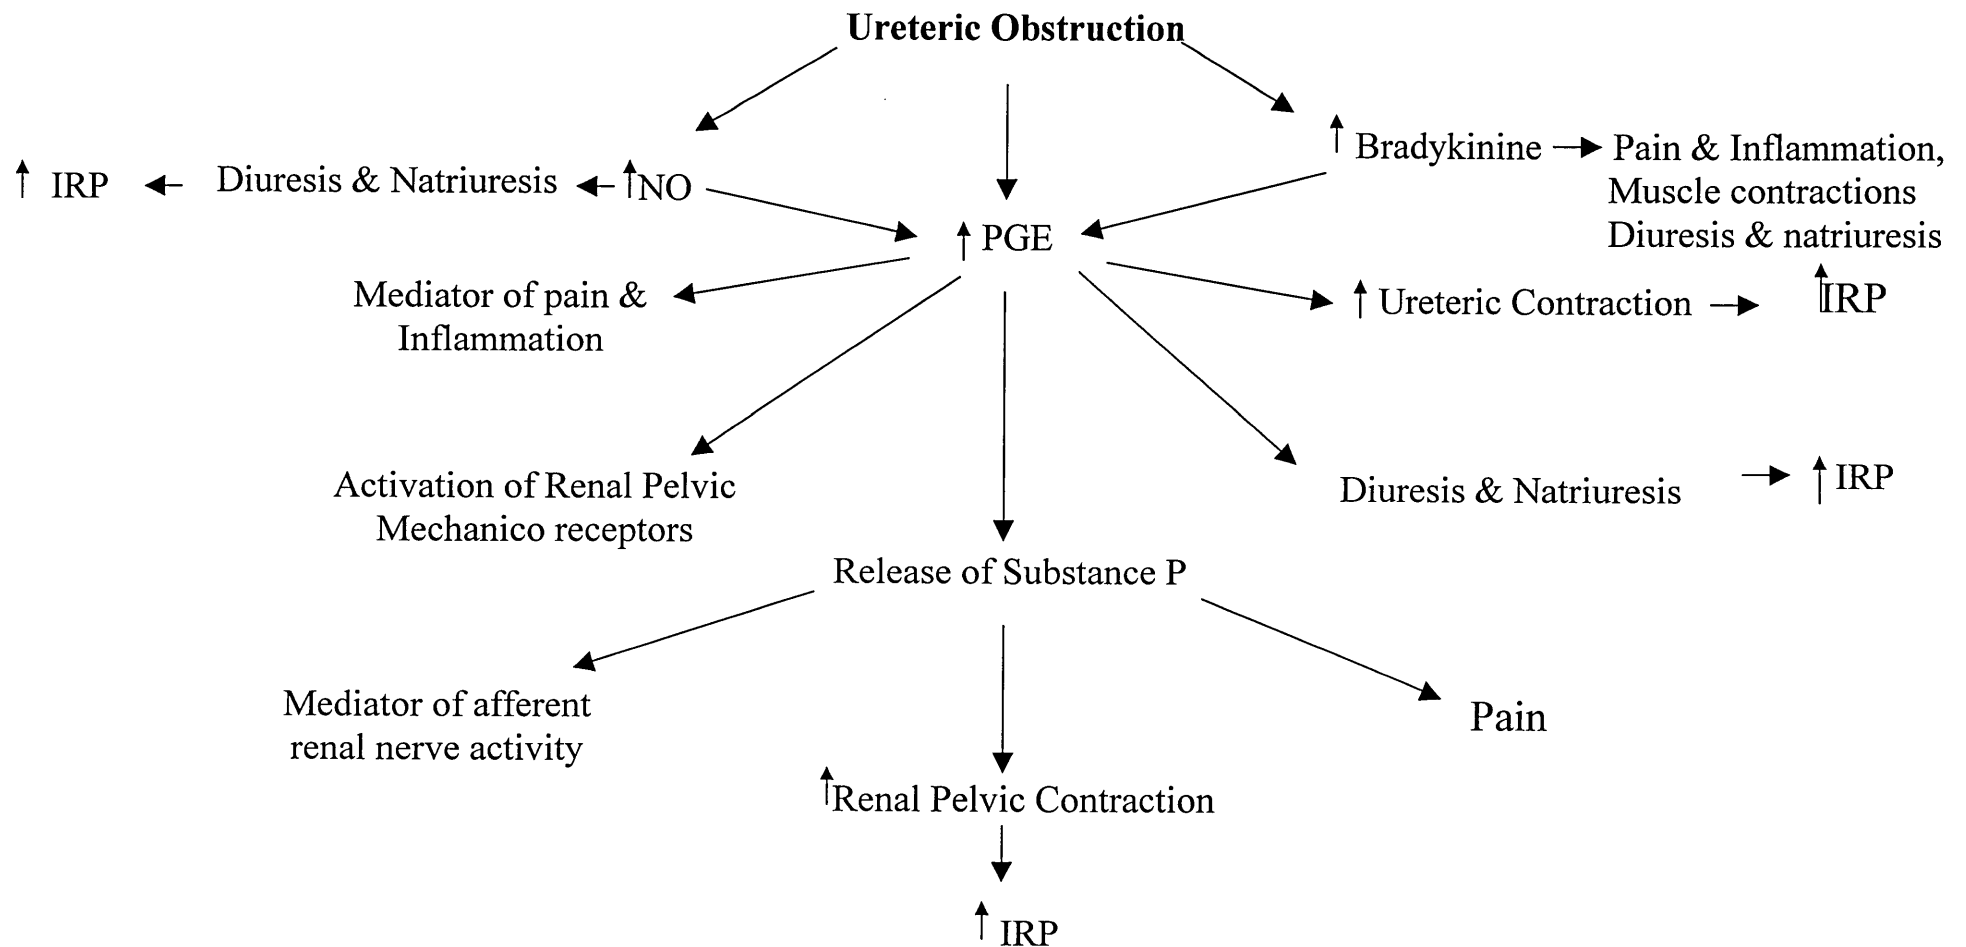 Ureteric Obstruction
↑ Bradykinine → Pain & Inflammation,
Muscle contractions
Diuresis & natriuresis
↑ IRP ← Diuresis & Natriuresis ← ↑NO
↑ PGE
Mediator of pain &
Inflammation
↑ Ureteric Contraction → ↑IRP
Activation of Renal Pelvic
Mechanico receptors
Diuresis & Natriuresis → ↑ IRP
Release of Substance P
Mediator of afferent
renal nerve activity
Pain
↑Renal Pelvic Contraction
↑ IRP